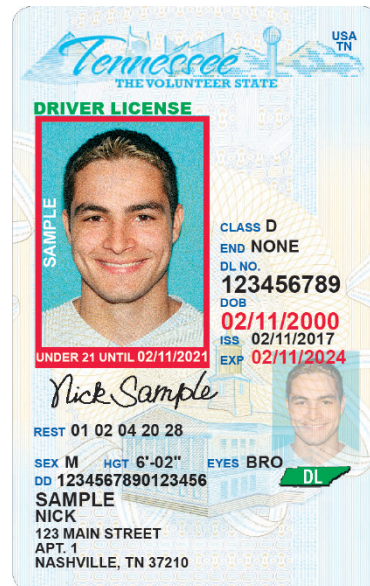 USA
TN
Tennessee
THE VOLUNTEER STATE
DRIVER LICENSE
SAMPLE
CLASS D
END NONE
DL NO.
123456789
DOB
02/11/2000
ISS 02/11/2017
UNDER 21 UNTIL 02/11/2021
EXP 02/11/2024
Nick Sample
REST 01 02 04 20 28
SEX M HGT 6'-02" EYES BRO
DD 1234567890123456
DL
SAMPLE
NICK
123 MAIN STREET
APT. 1
NASHVILLE, TN 37210